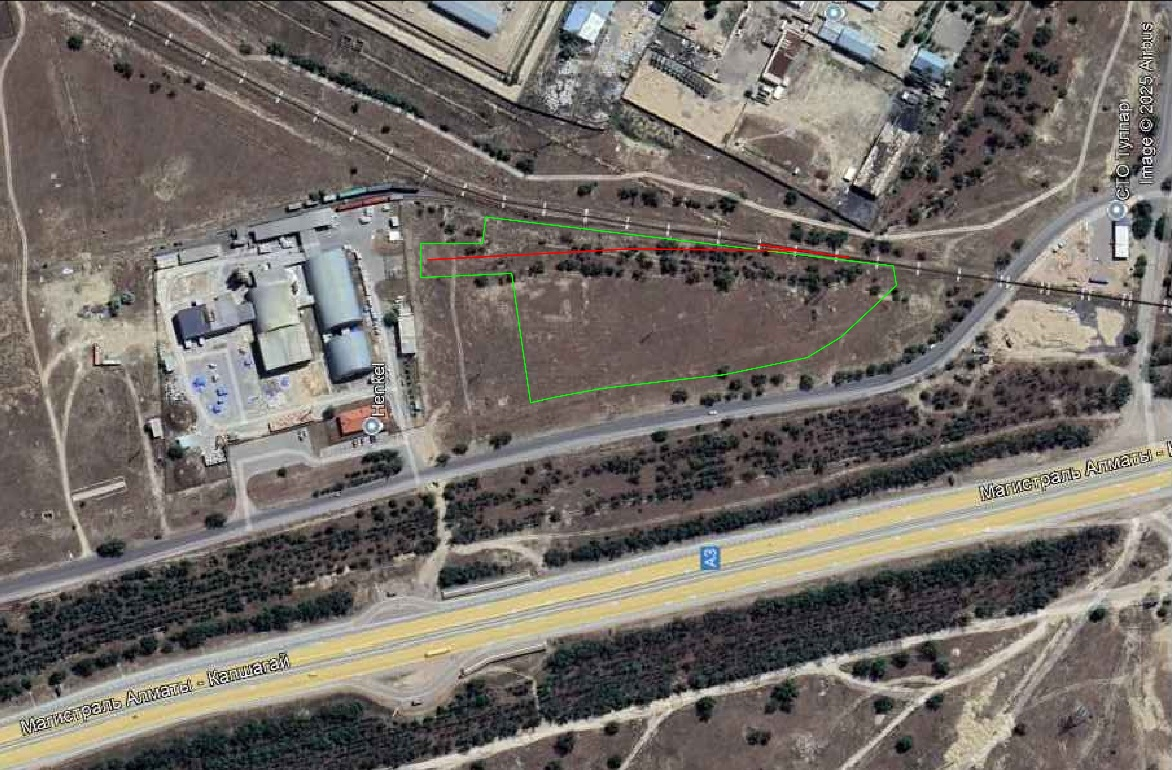 СТО Тулпар
Image © 2025 Airbus
Henkel
Магистраль Алматы - К
A3
Магистраль Алматы - Капшагай